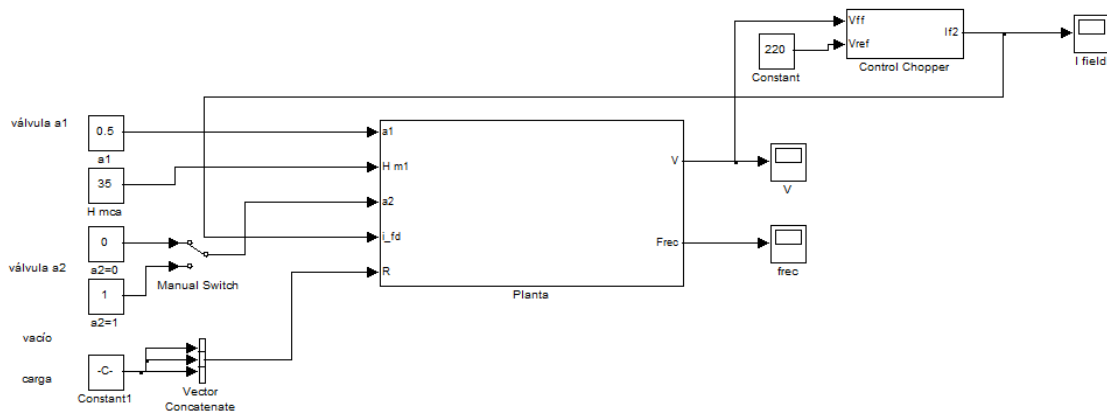 Vff
Vref
If2
Control Chopper
220
Constant
I field
válvula a1
0.5
a1
35
H mca
0
a2=0
válvula a2
1
a2=1
Manual Switch
a1
H m1
a2
i_fd
R
V
Frec
Planta
V
frec
vacío
carga
-C-
Constant1
Vector
Concatenate